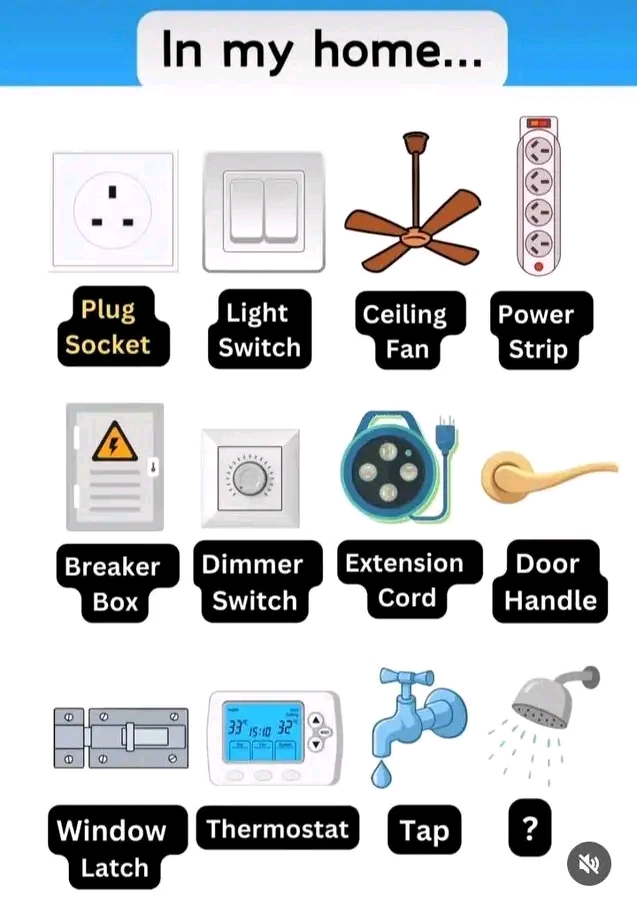 In my home...
Plug
Socket
Light
Switch
Ceiling
Fan
Power
Strip
Breaker
Box
Dimmer
Switch
Extension
Cord
Door
Handle
33° 15:10 32°
Window
Latch
Thermostat
Tap
?